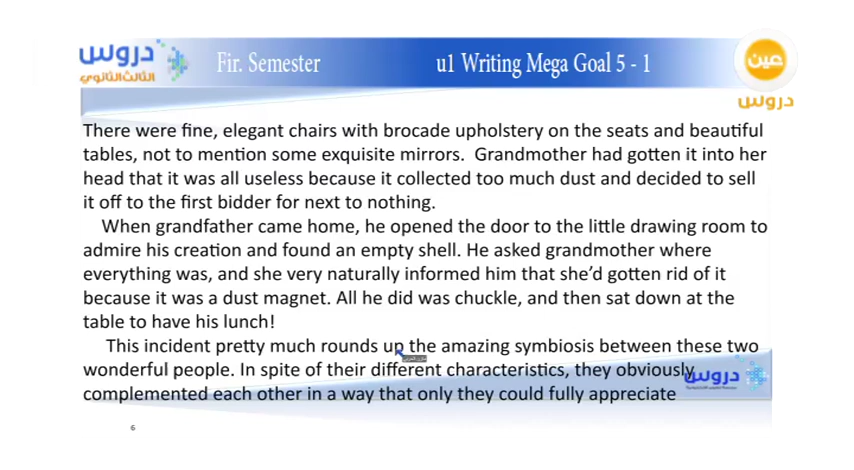 دروس
الثالث الثانوي
Fir. Semester
u1 Writing Mega Goal 5 - 1
عين
دروس
There were fine, elegant chairs with brocade upholstery on the seats and beautiful
tables, not to mention some exquisite mirrors.  Grandmother had gotten it into her
head that it was all useless because it collected too much dust and decided to sell
it off to the first bidder for next to nothing.
When grandfather came home, he opened the door to the little drawing room to
admire his creation and found an empty shell. He asked grandmother where
everything was, and she very naturally informed him that she'd gotten rid of it
because it was a dust magnet. All he did was chuckle, and then sat down at the
table to have his lunch!
This incident pretty much rounds up the amazing symbiosis between these two
wonderful people. In spite of their different characteristics, they obviously
complemented each other in a way that only they could fully appreciate
دروس
6